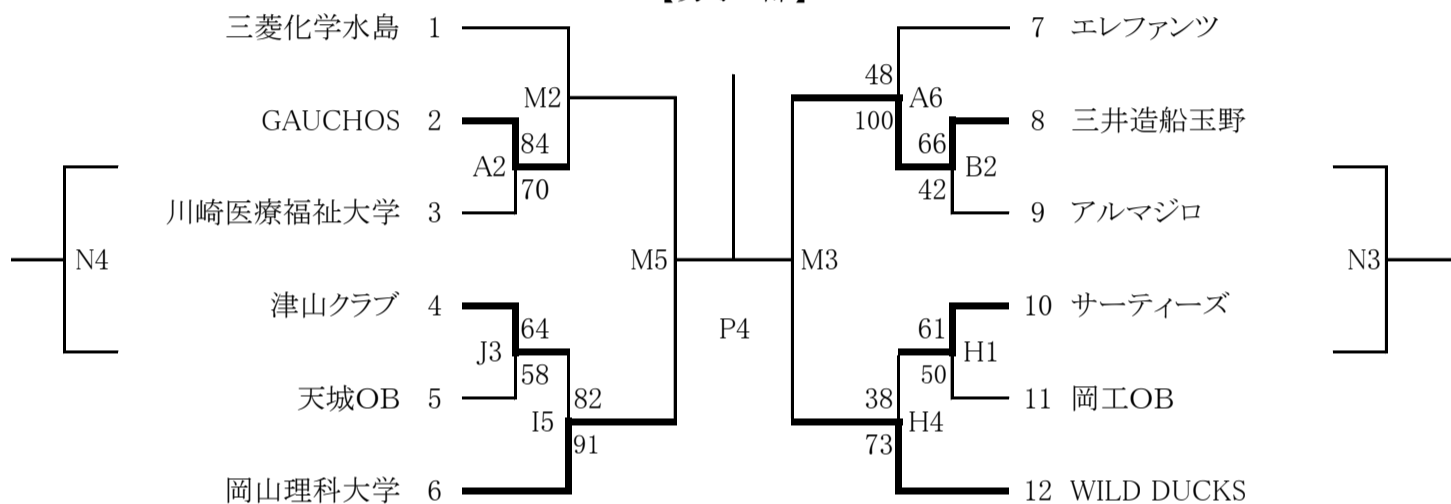 三菱化学水島 1
7 エレファンツ
48
M2
A6
GAUCHOS 2
100
8 三井造船玉野
84
66
A2
B2
70
42
川崎医療福祉大学 3
9 アルマジロ
N4
M5
M3
N3
津山クラブ 4
10 サーティーズ
64
P4
61
J3
H1
58
50
天城OB 5
82
38
11 岡工OB
I5
H4
91
73
岡山理科大学 6
12 WILD DUCKS